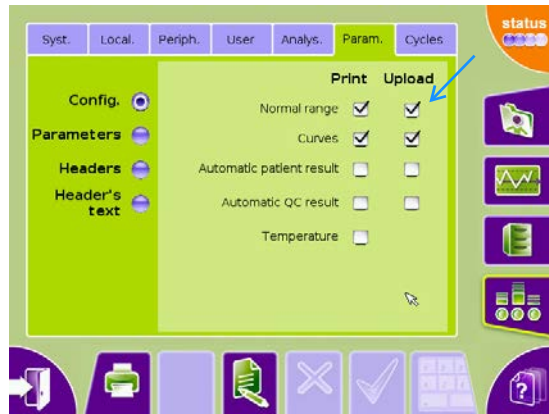 status
Syst. Local. Periph. User Analys. Param. Cycles
Print Upload
Config.
Normal range
Parameters
Curves
Headers
Automatic patient result
Header's
text
Automatic QC result
Temperature
?